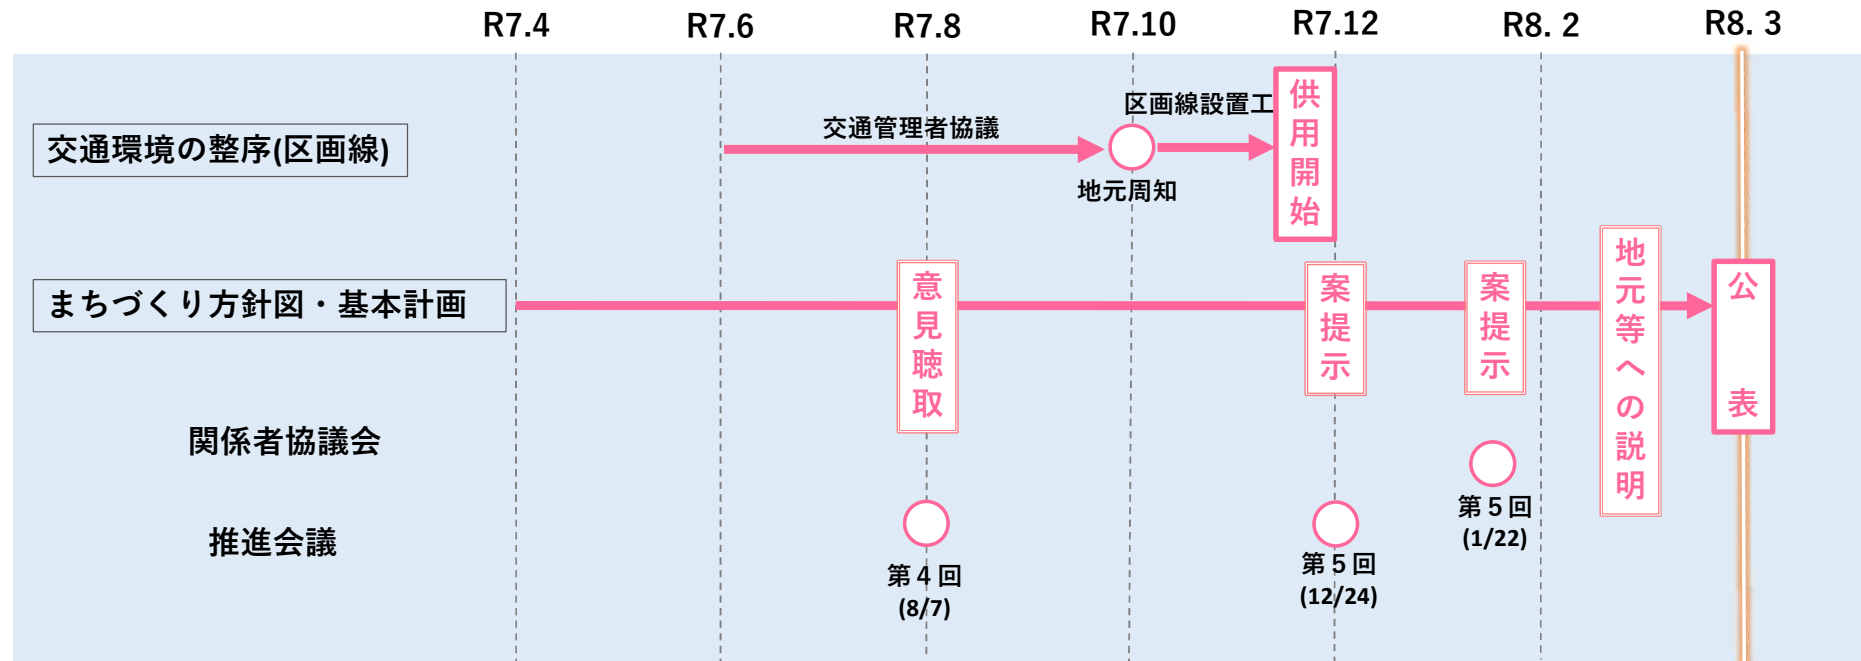 R7.4
R7.6
R7.8
R7.10
R7.12
R8. 2
R8. 3
交通環境の整序(区画線)
交通管理者協議
地元周知
区画線設置工
供用開始
まちづくり方針図・基本計画
意見聴取
案提示
案提示
地元等への説明
公表
関係者協議会
第5回
(1/22)
推進会議
第4回
(8/7)
第5回
(12/24)